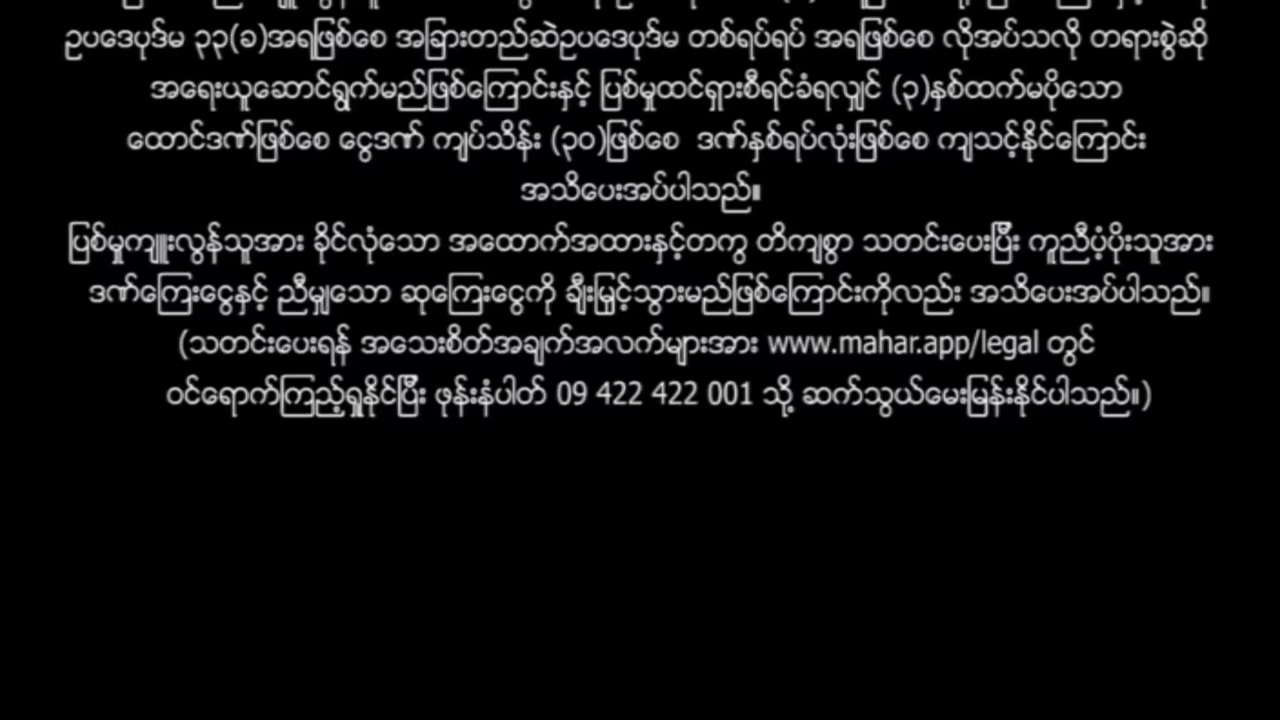 ဥပဒေပုဒ်မ ၃၃(ခ)အရဖြစ်စေ အခြားတည်ဆဲဥပဒေပုဒ်မ တစ်ရပ်ရပ် အရဖြစ်စေ လိုအပ်သလို တရားစွဲဆို
အရေးယူဆောင်ရွက်မည်ဖြစ်ကြောင်းနှင့် ပြစ်မှုထင်ရှားစီရင်ခံရလျှင် (၃)နှစ်ထက်မပိုသော
ထောင်ဒဏ်ဖြစ်စေ ငွေဒဏ် ကျပ်သိန်း (၃၀)ဖြစ်စေ ဒဏ်နှစ်ရပ်လုံးဖြစ်စေ ကျသင့်နိုင်ကြောင်း
အသိပေးအပ်ပါသည်။
ပြစ်မှုကျူးလွန်သူအား ခိုင်လုံသော အထောက်အထားနှင့်တကွ တိကျစွာ သတင်းပေးပြီး ကူညီပံ့ပိုးသူအား
ဒဏ်ကြေးငွေနှင့် ညီမျှသော ဆုကြေးငွေကို ချီးမြှင့်သွားမည်ဖြစ်ကြောင်းကိုလည်း အသိပေးအပ်ပါသည်။
(သတင်းပေးရန် အသေးစိတ်အချက်အလက်များအား www.mahar.app/legal တွင်
ဝင်ရောက်ကြည့်ရှုနိုင်ပြီး ဖုန်းနံပါတ် 09 422 422 001 သို့ ဆက်သွယ်မေးမြန်းနိုင်ပါသည်။)